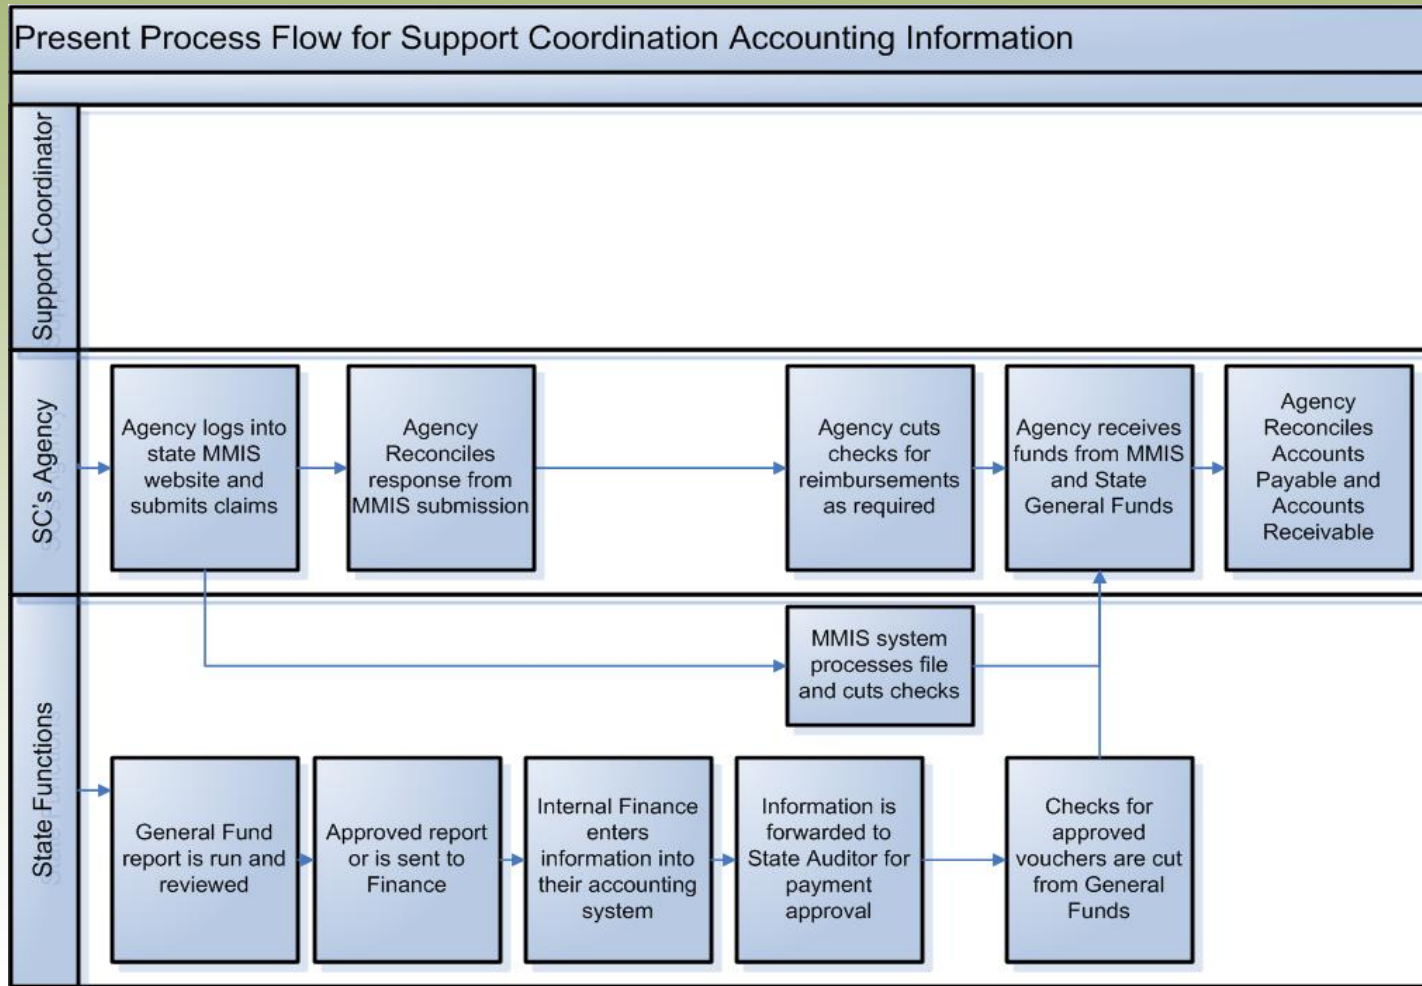 Present Process Flow for Support Coordination Accounting Information
Support Coordinator
SC's Agency
Agency logs into
state MMIS
website and
submits claims
Agency
Reconciles
response from
MMIS submission
Agency cuts
checks for
reimbursements
as required
Agency receives
funds from MMIS
and State
General Funds
Agency
Reconciles
Accounts
Payable and
Accounts
Receivable
State Functions
MMIS system
processes file
and cuts checks
General Fund
report is run and
reviewed
Approved report
or is sent to
Finance
Internal Finance
enters
information into
their accounting
system
Information is
forwarded to
State Auditor for
payment
approval
Checks for
approved
vouchers are cut
from General
Funds